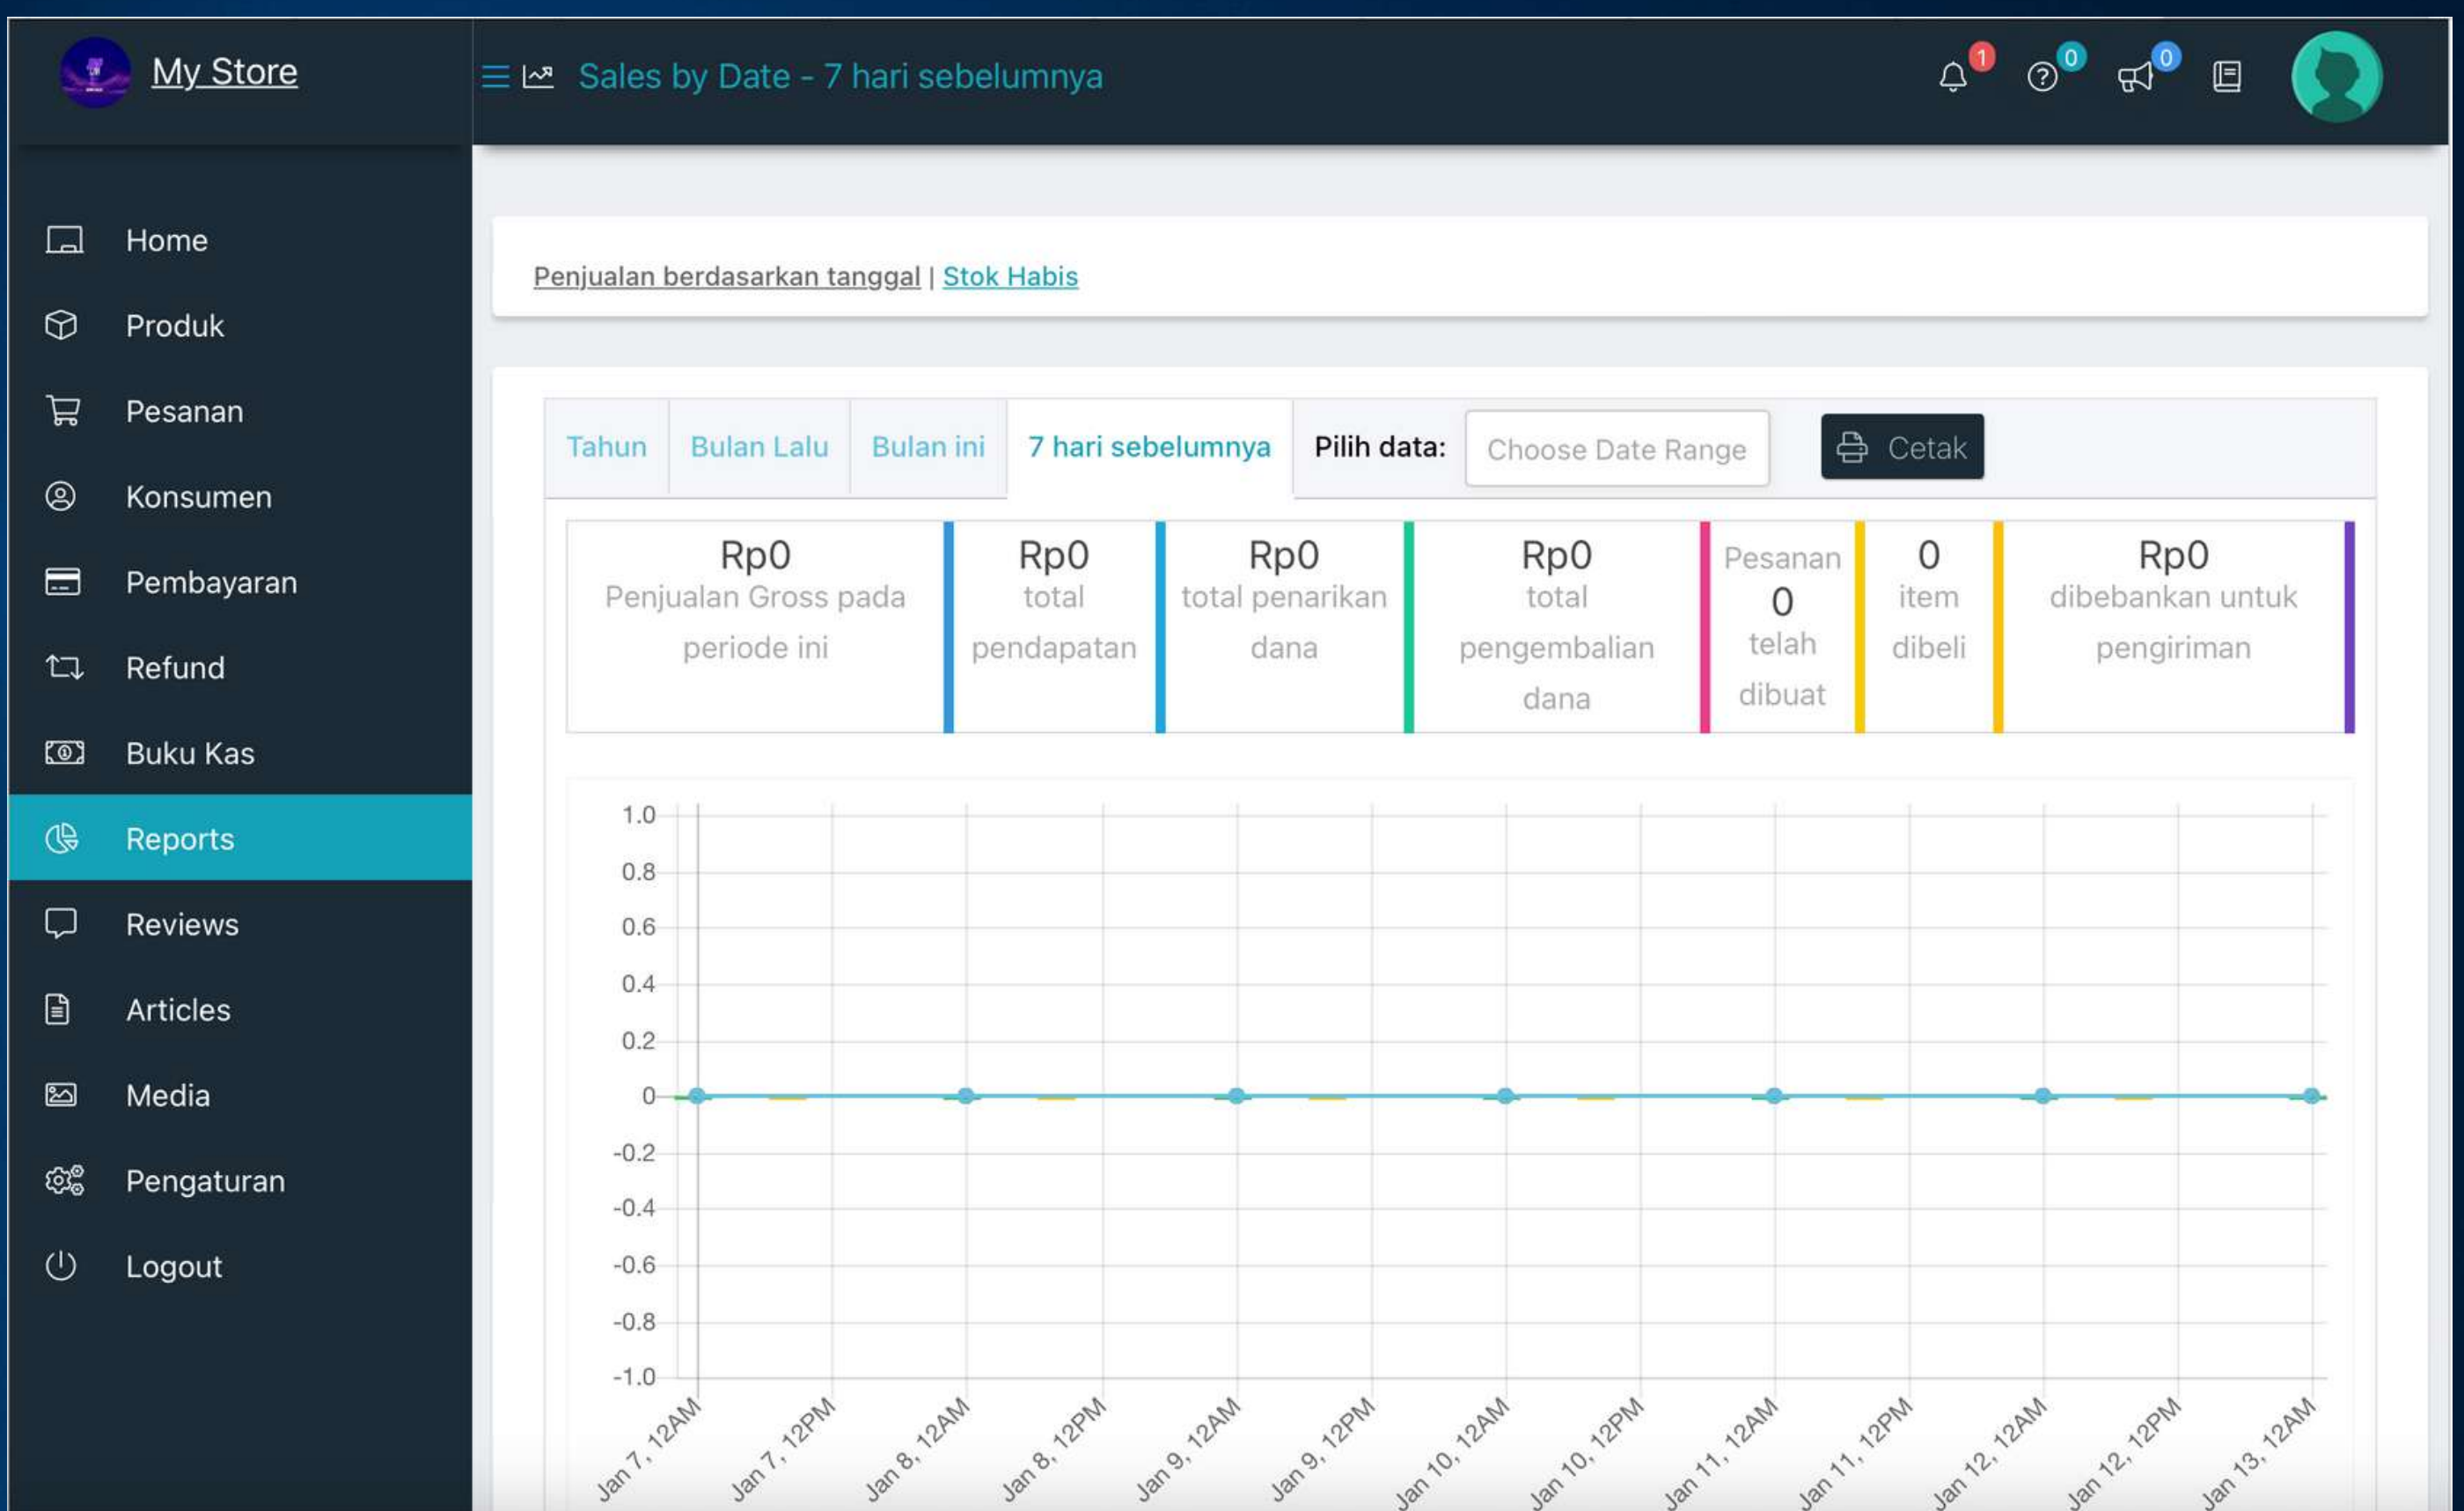 My Store
Sales by Date - 7 hari sebelumnya
1
0
0
Home
Produk
Pesanan
Konsumen
Pembayaran
Refund
Buku Kas
Reports
Reviews
Articles
Media
Pengaturan
Logout
Penjualan berdasarkan tanggal | Stok Habis
Tahun
Bulan Lalu
Bulan ini
7 hari sebelumnya
Pilih data:
Choose Date Range
Cetak
Rp0
Penjualan Gross pada
periode ini
Rp0
total
pendapatan
Rp0
total penarikan
dana
Rp0
total
pengembalian
dana
Pesanan
0
telah
dibuat
0
item
dibeli
Rp0
dibebankan untuk
pengiriman
1.0
0.8
0.6
0.4
0.2
0
-0.2
-0.4
-0.6
-0.8
-1.0
Jan 7, 12AM
Jan 7, 12PM
Jan 8, 12AM
Jan 8, 12PM
Jan 9, 12AM
Jan 9, 12PM
Jan 10, 12AM
Jan 10, 12PM
Jan 11, 12AM
Jan 11, 12PM
Jan 12, 12AM
Jan 12, 12PM
Jan 13, 12AM